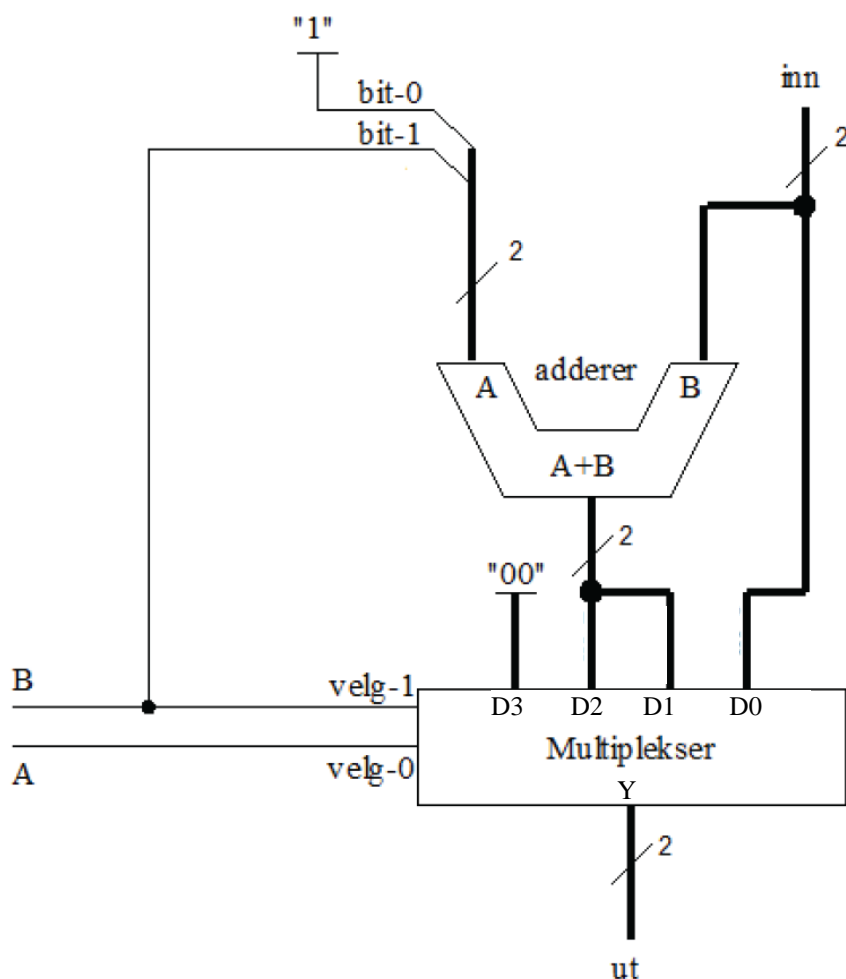 "1"
inn
bit-0
bit-1
2
2
adderer
A
B
A+B
2
"00"
B
velg-1
D3 D2 D1 D0
A
velg-0
Multiplekser
Y
2
ut